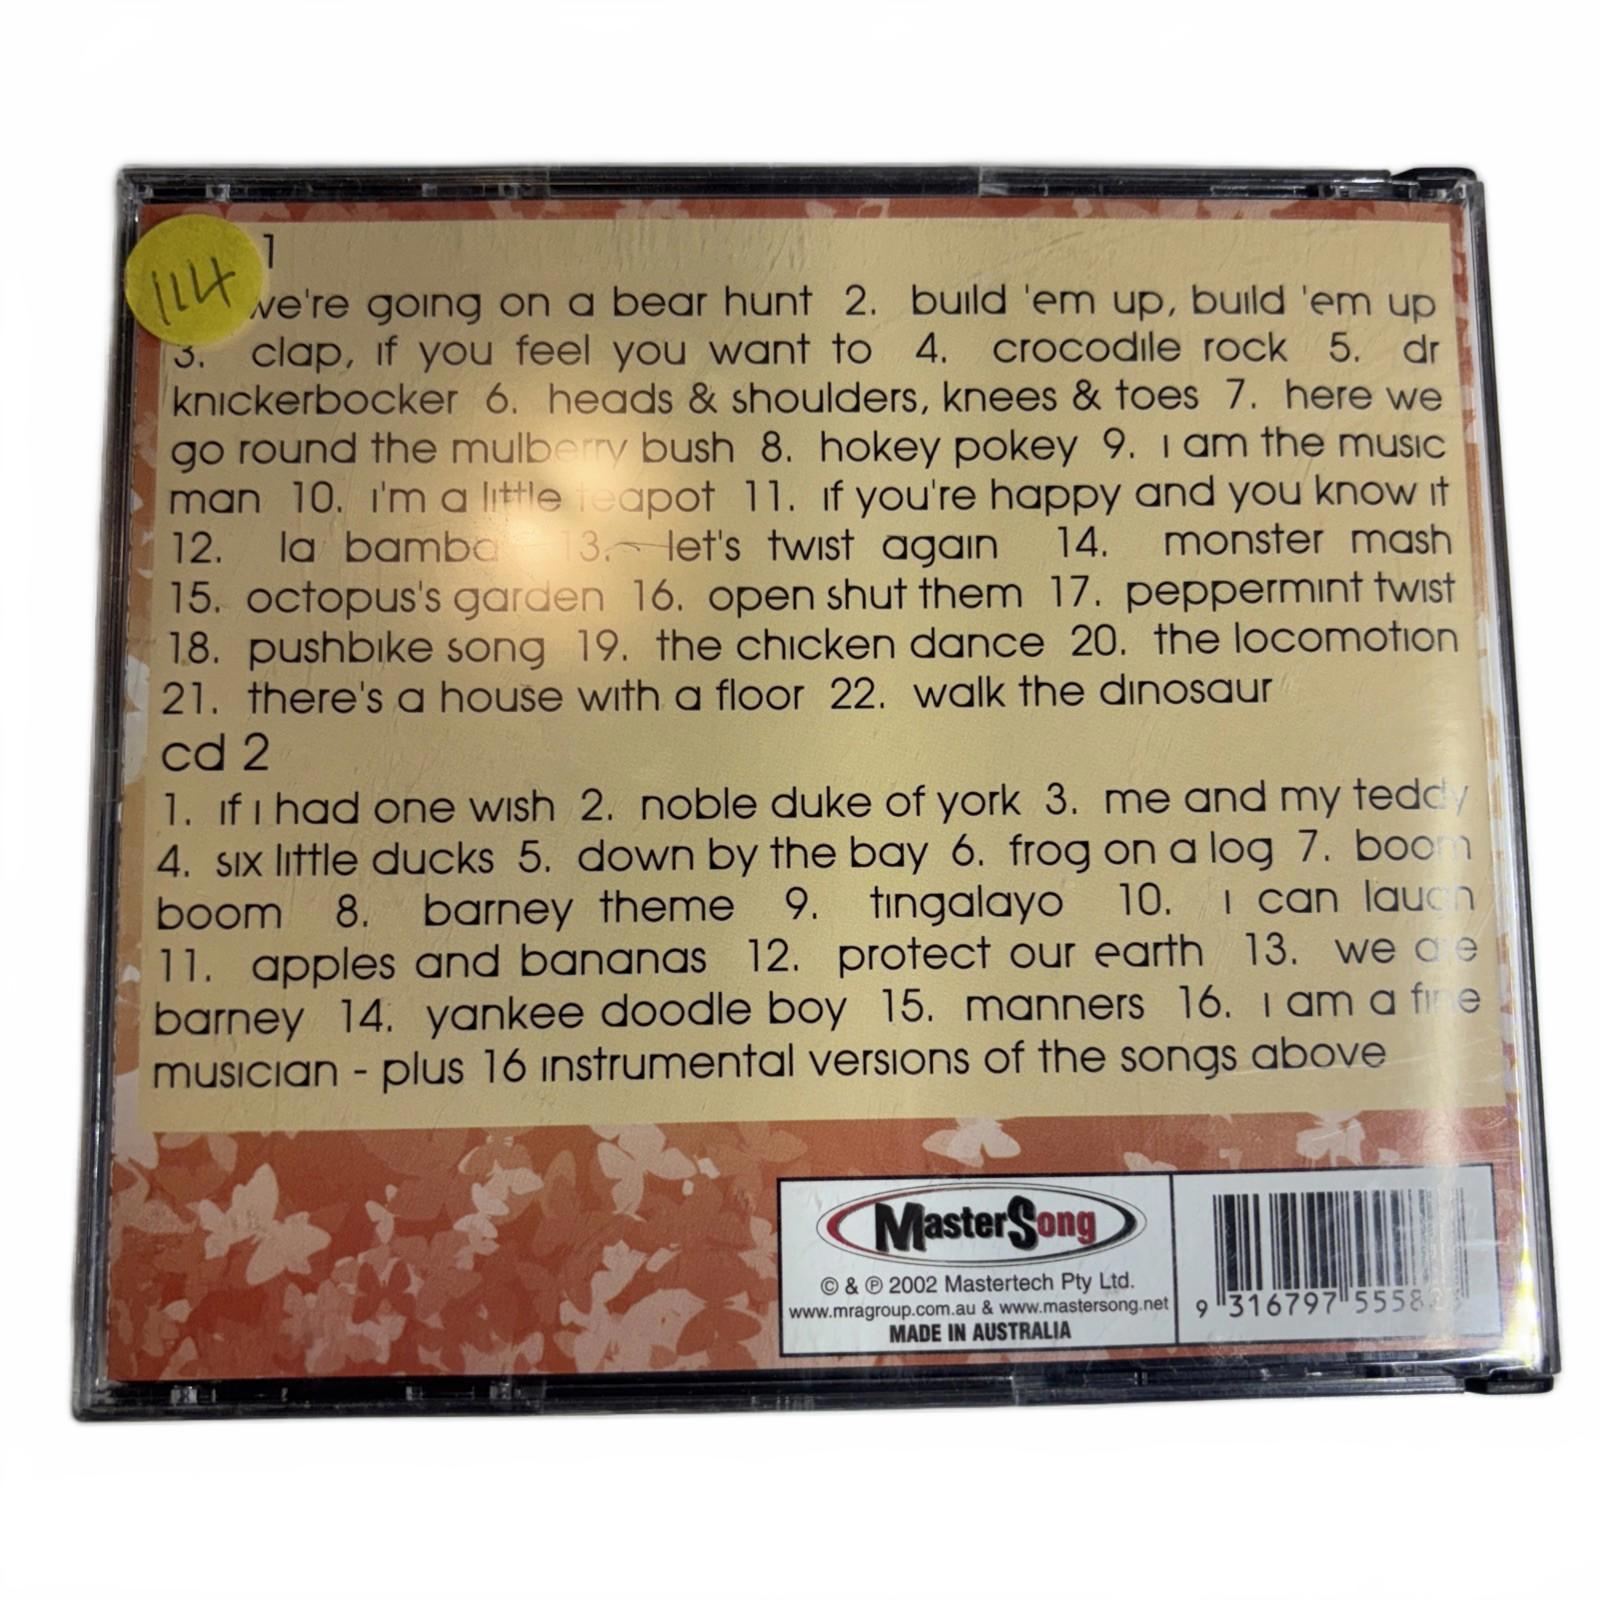 114
1
we're going on a bear hunt 2. build 'em up, build 'em up
3. clap, if you feel you want to 4. crocodile rock 5. dr
knickerbocker 6. heads & shoulders, knees & toes 7. here we
go round the mulberry bush 8. hokey pokey 9. i am the music
man 10. i'm a little teapot 11. if you're happy and you know it
12. la bamba 13. let's twist again 14. monster mash
15. octopus's garden 16. open shut them 17. peppermint twist
18. pushbike song 19. the chicken dance 20. the locomotion
21. there's a house with a floor 22. walk the dinosaur
cd 2
1. if i had one wish 2. noble duke of york 3. me and my teddy
4. six little ducks 5. down by the bay 6. frog on a log 7. boom
boom 8. barney theme 9. tingalayo 10. i can laugh
11. apples and bananas 12. protect our earth 13. we are
barney 14. yankee doodle boy 15. manners 16. i am a fine
musician - plus 16 instrumental versions of the songs above
MasterSong
© & ℗ 2002 Mastertech Pty Ltd.
www.mragroup.com.au & www.mastersong.net
MADE IN AUSTRALIA
9 316797